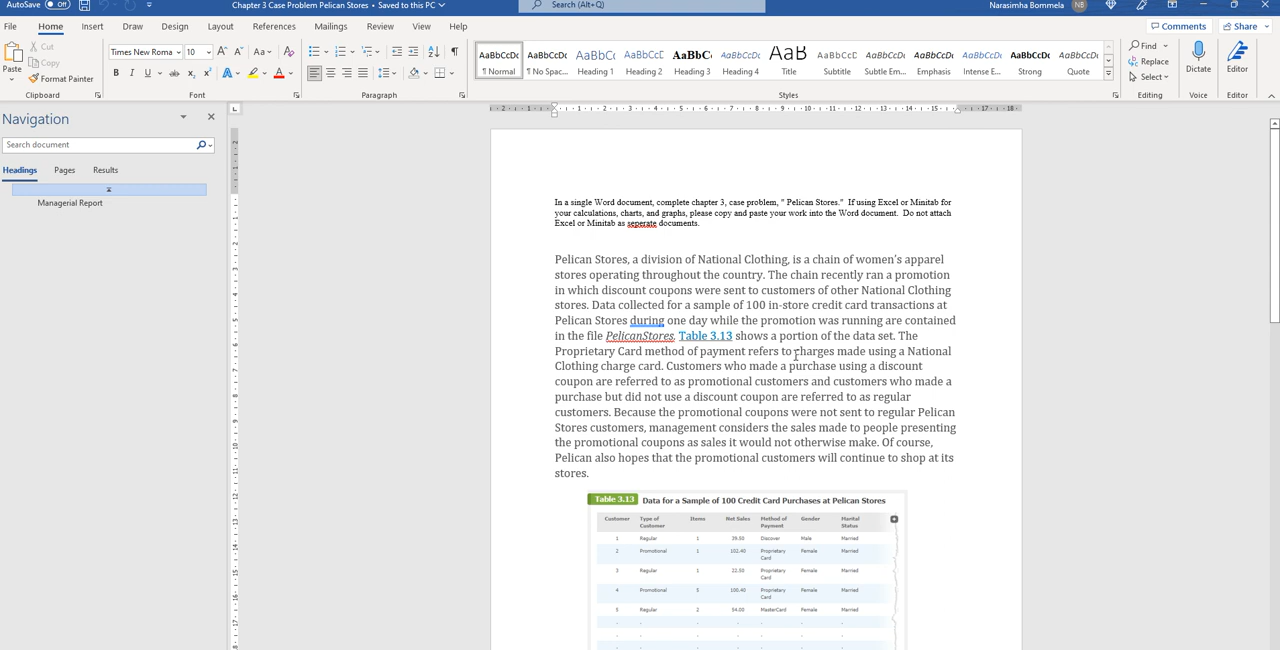 AutoSave Off Chapter 3 Case Problem Pelican Stores • Saved to this PC Search (Alt+Q) Narasimha Bommela NB
File Home Insert Draw Design Layout References Mailings Review View Help Comments Share
Paste Cut Copy Format Painter
Times New Roma 10
¶ Normal ¶ No Spac... Heading 1 Heading 2 Heading 3 Heading 4 Title Subtitle Subtle Em... Emphasis Intense E... Strong Quote
Find Replace Select Dictate Editor
Clipboard Font Paragraph Styles Editing Voice Editor
Navigation
Search document
Headings Pages Results
Managerial Report
In a single Word document, complete chapter 3, case problem, " Pelican Stores." If using Excel or Minitab for
your calculations, charts, and graphs, please copy and paste your work into the Word document. Do not attach
Excel or Minitab as seperate documents.
Pelican Stores, a division of National Clothing, is a chain of women's apparel
stores operating throughout the country. The chain recently ran a promotion
in which discount coupons were sent to customers of other National Clothing
stores. Data collected for a sample of 100 in-store credit card transactions at
Pelican Stores during one day while the promotion was running are contained
in the file PelicanStores. Table 3.13 shows a portion of the data set. The
Proprietary Card method of payment refers to charges made using a National
Clothing charge card. Customers who made a purchase using a discount
coupon are referred to as promotional customers and customers who made a
purchase but did not use a discount coupon are referred to as regular
customers. Because the promotional coupons were not sent to regular Pelican
Stores customers, management considers the sales made to people presenting
the promotional coupons as sales it would not otherwise make. Of course,
Pelican also hopes that the promotional customers will continue to shop at its
stores.
Table 3.13 Data for a Sample of 100 Credit Card Purchases at Pelican Stores
Customer Type of Customer Items Net Sales Method of Payment Gender Marital Status
1 Regular 1 39.50 Discover Male Married
2 Promotional 1 102.40 Proprietary Card Female Married
3 Regular 1 22.50 Proprietary Card Female Married
4 Promotional 5 100.40 Proprietary Card Female Married
5 Regular 2 54.00 MasterCard Female Married